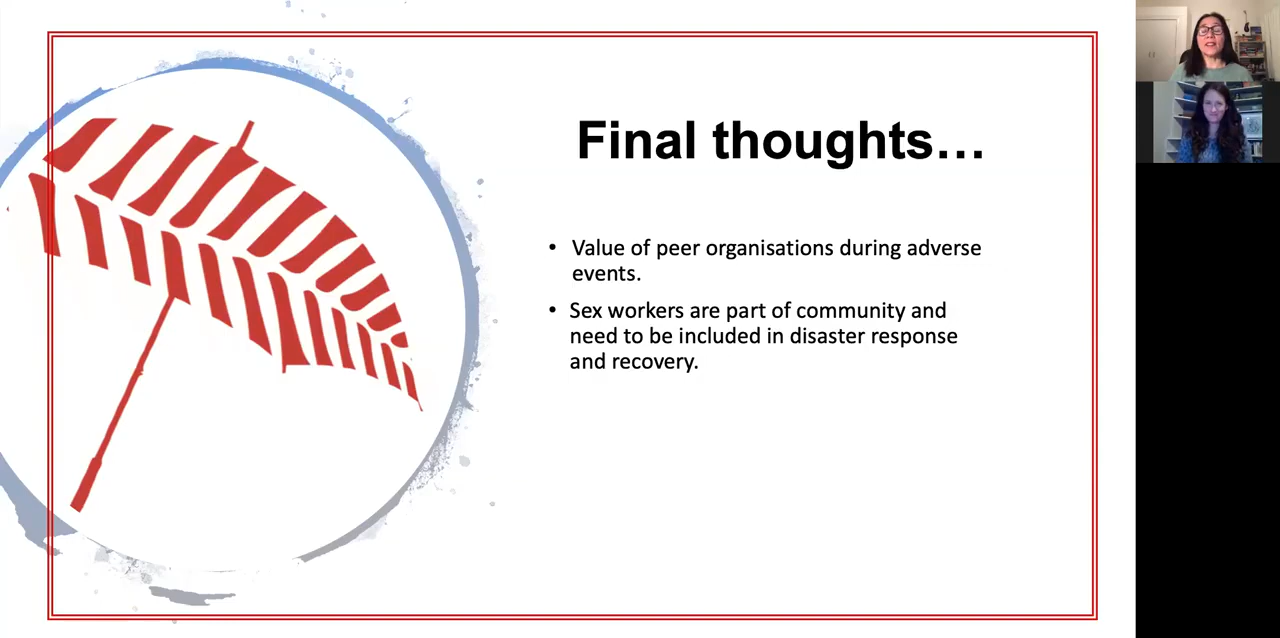 Final thoughts…
• Value of peer organisations during adverse
events.
• Sex workers are part of community and
need to be included in disaster response
and recovery.